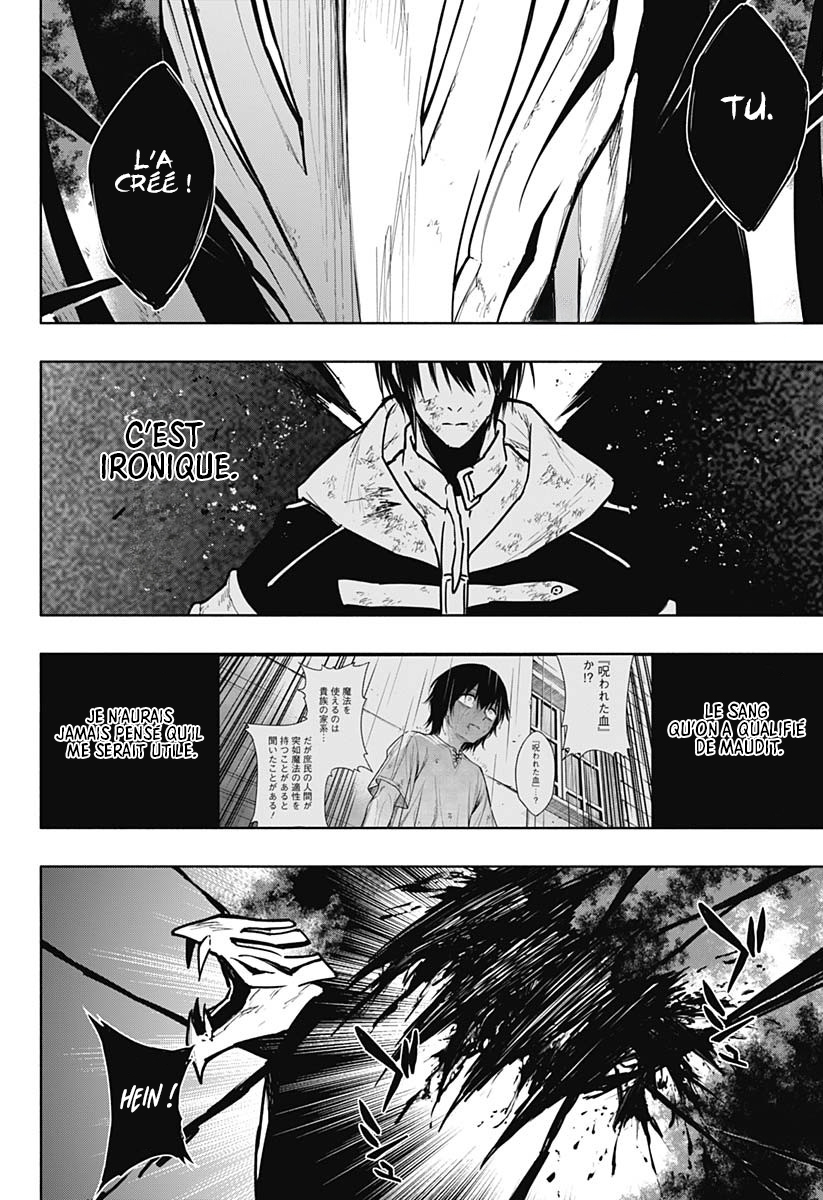 TU.
L'A
CRÉÉ !
C'EST
IRONIQUE.
LE SANG
QU'ON A QUALIFIÉ
DE MAUDIT.
『呪われた血』
か!?
『呪われた血』…?
魔法を
使えるのは
貴族の家系…
だが庶民の人間が
突如魔法の適性を
持つことがあると
聞いたことがある!
JE N'AURAIS
JAMAIS PENSÉ QU'IL
ME SERAIT UTILE.
HEIN !